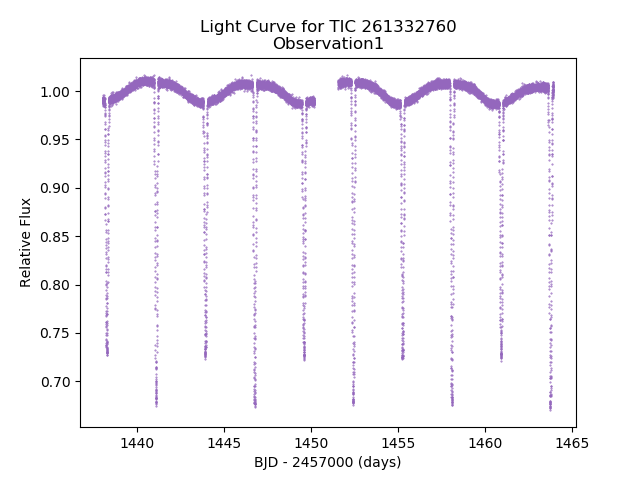 Light Curve for TIC 261332760
Observation1
Relative Flux
1.00
0.95
0.90
0.85
0.80
0.75
0.70
1440 1445 1450 1455 1460 1465
BJD - 2457000 (days)